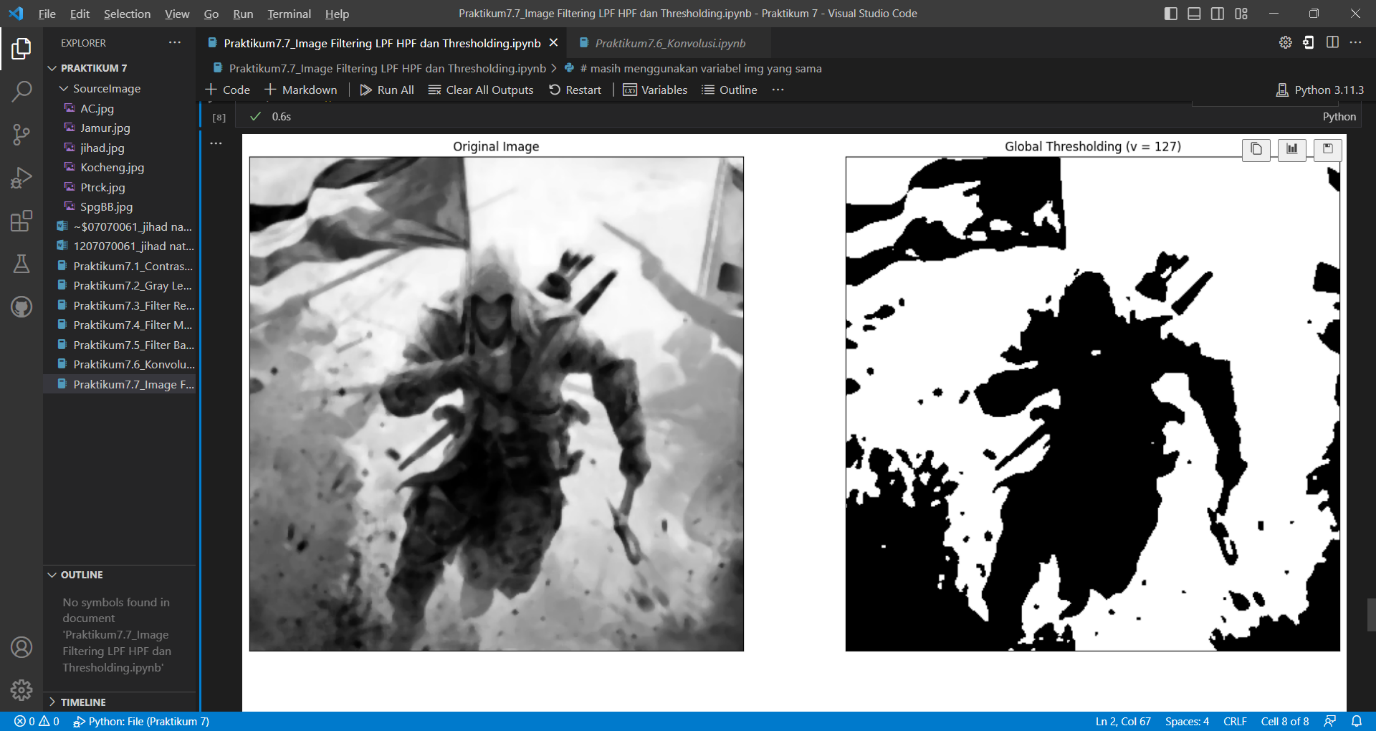 File Edit Selection View Go Run Terminal Help
Praktikum7.7_Image Filtering LPF HPF dan Thresholding.ipynb - Praktikum 7 - Visual Studio Code
EXPLORER
PRAKTIKUM 7
SourceImage
AC.jpg
Jamur.jpg
jihad.jpg
Kocheng.jpg
Ptrck.jpg
SpgBB.jpg
~$07070061_jihad na...
1207070061_jihad nat...
Praktikum7.1_Contras...
Praktikum7.2_Gray Le...
Praktikum7.3_Filter Re...
Praktikum7.4_Filter M...
Praktikum7.5_Filter Ba...
Praktikum7.6_Konvolu...
Praktikum7.7_Image F...
OUTLINE
No symbols found in
document
'Praktikum7.7_Image
Filtering LPF HPF dan
Thresholding.ipynb'
TIMELINE
Praktikum7.7_Image Filtering LPF HPF dan Thresholding.ipynb
Praktikum7.6_Konvolusi.ipynb
Praktikum7.7_Image Filtering LPF HPF dan Thresholding.ipynb > # masih menggunakan variabel img yang sama
+ Code + Markdown Run All Clear All Outputs Restart Variables Outline ...
Python 3.11.3
[8] 0.6s Python
Original Image
Global Thresholding (v = 127)
0 0 Python: File (Praktikum 7)
Ln 2, Col 67 Spaces: 4 CRLF Cell 8 of 8